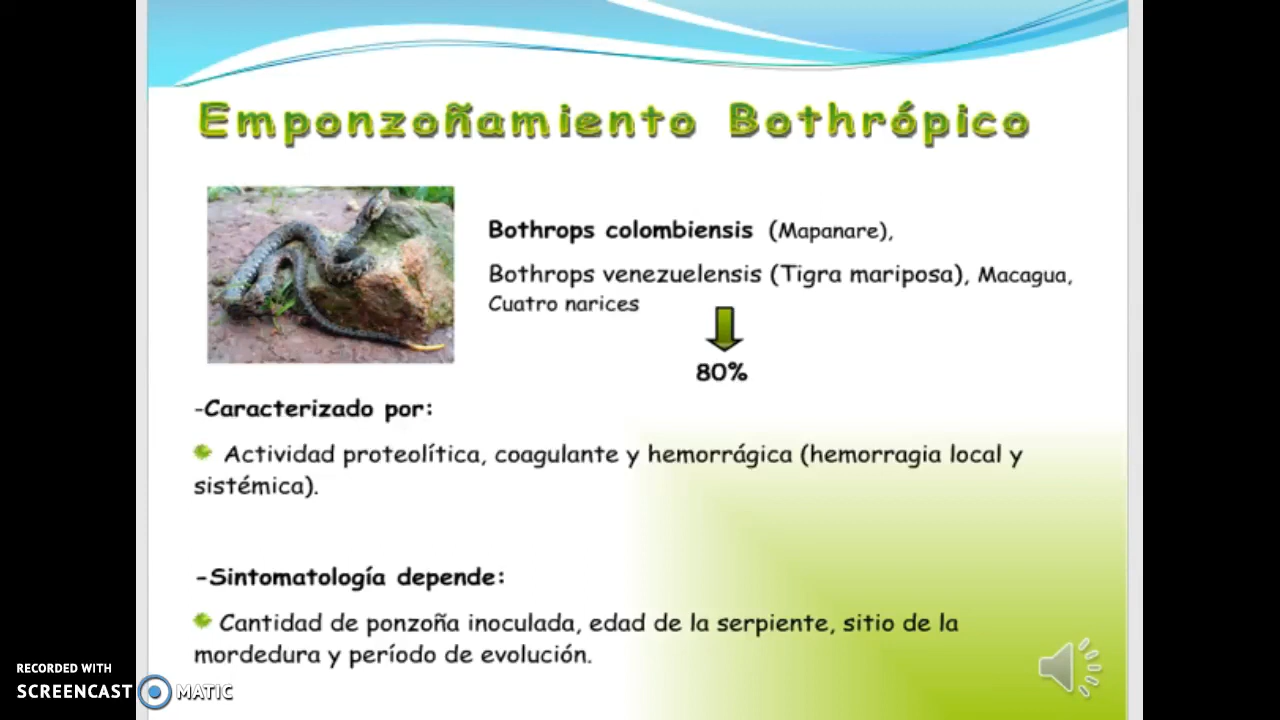 Emponzoñamiento Bothrópico
Bothrops colombiensis (Mapanare),
Bothrops venezuelensis (Tigra mariposa), Macagua,
Cuatro narices
80%
-Caracterizado por:
Actividad proteolítica, coagulante y hemorrágica (hemorragia local y
sistémica).
-Sintomatología depende:
Cantidad de ponzoña inoculada, edad de la serpiente, sitio de la
mordedura y período de evolución.
RECORDED WITH
SCREENCAST MATIC